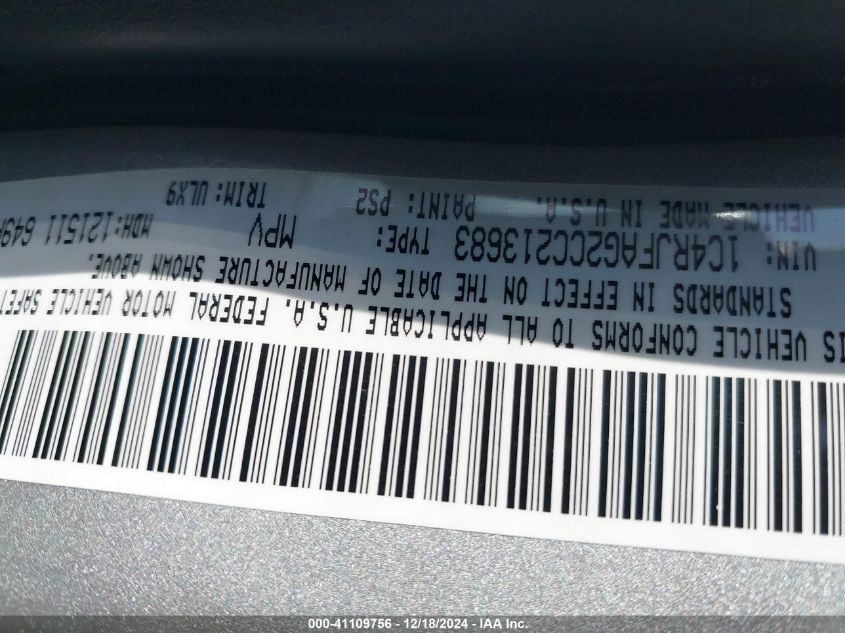 IS VEHICLE CONFORMS TO ALL APPLICABLE U.S.A. FEDERAL MOTOR VEHICLE SAFET
STANDARDS IN EFFECT ON THE DATE OF MANUFACTURE SHOWN ABOVE.
VIN: 1C4RJFAG2CC213683 TYPE: MPV MDH:121511 649
VEHICLE MADE IN U.S.A. PAINT: PS2 TRIM: ULX9
000-41109756 - 12/18/2024 - IAA Inc.